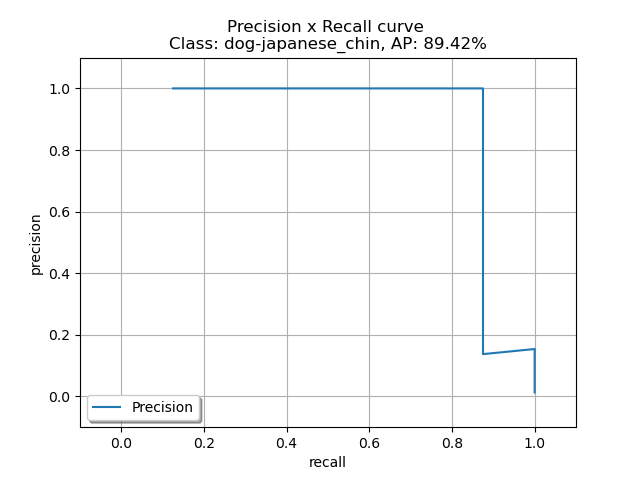 Precision x Recall curve
Class: dog-japanese_chin, AP: 89.42%
1.0
0.8
0.6
0.4
0.2
0.0
precision
Precision
0.0 0.2 0.4 0.6 0.8 1.0
recall